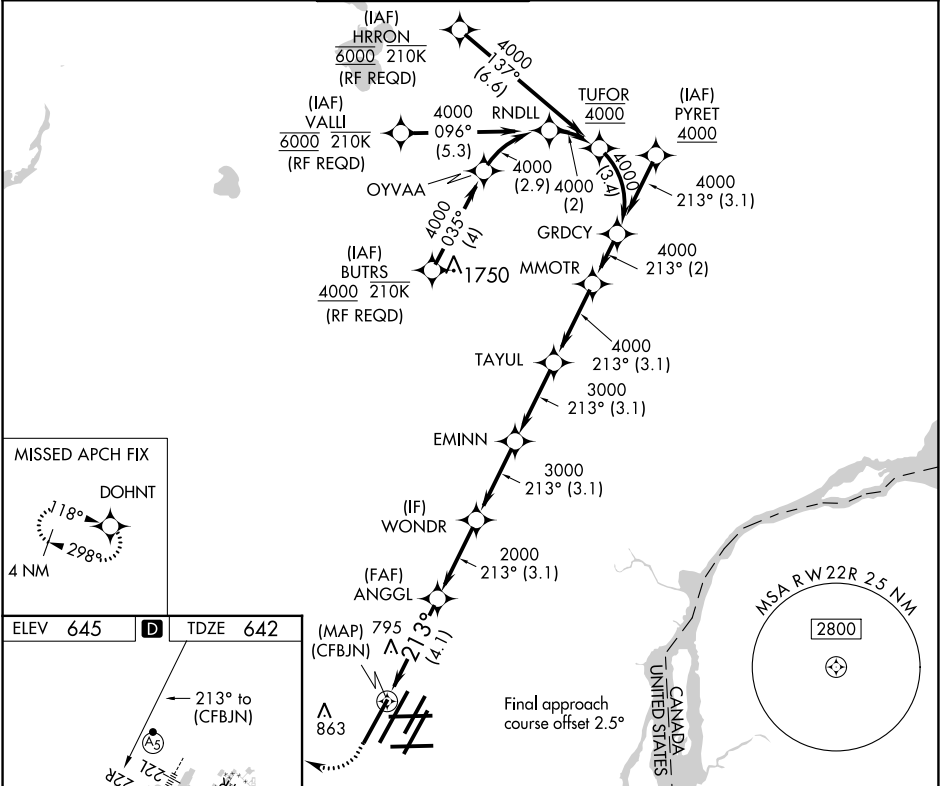 (IAF)
HRRON
6000 210K
(RF REQD)
4000
137°
(6.6)
(IAF)
VALLI
6000 210K
(RF REQD)
4000
096°
(5.3)
RNDLL
TUFOR
4000
(IAF)
PYRET
4000
OYVAA
4000
(2.9)
4000
(2)
4000
(3.4)
4000
213° (3.1)
4000
035°
(4)
(IAF)
BUTRS
4000 210K
(RF REQD)
1750
GRDCY
4000
213° (2)
MMOTR
4000
213° (3.1)
TAYUL
3000
213° (3.1)
EMINN
3000
213° (3.1)
(IF)
WONDR
2000
213° (3.1)
(FAF)
ANGGL
213°
(4.1)
(MAP)
(CFBJN)
795
863
Final approach
course offset 2.5°
MISSED APCH FIX
DOHNT
118°
298°
4 NM
CANADA
UNITED STATES
MSA RW22R 25 NM
2800
ELEV 645
D
TDZE 642
213° to
(CFBJN)
A5
22R
22L